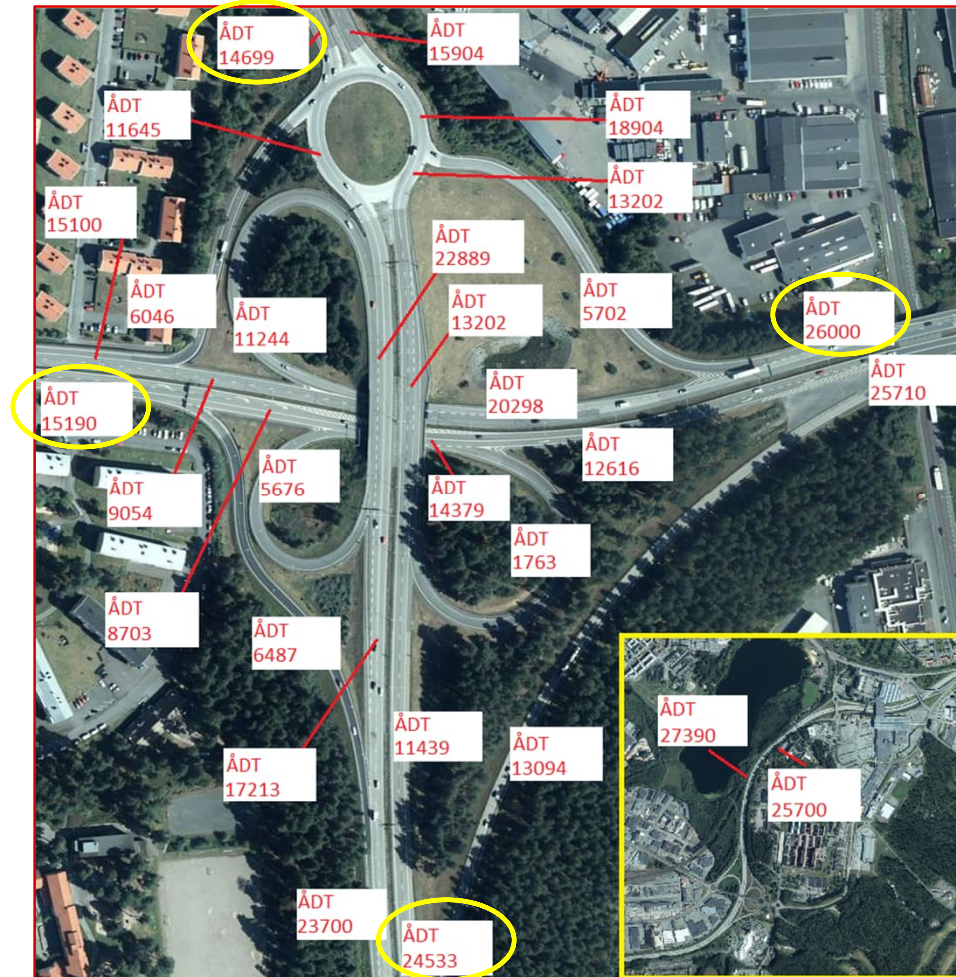 ÅDT
14699
ÅDT
15904
ÅDT
11645
ÅDT
18904
ÅDT
13202
ÅDT
15100
ÅDT
22889
ÅDT
6046
ÅDT
11244
ÅDT
13202
ÅDT
5702
ÅDT
26000
ÅDT
25710
ÅDT
15190
ÅDT
20298
ÅDT
9054
ÅDT
5676
ÅDT
14379
ÅDT
12616
ÅDT
1763
ÅDT
8703
ÅDT
6487
ÅDT
17213
ÅDT
11439
ÅDT
13094
ÅDT
27390
ÅDT
25700
ÅDT
23700
ÅDT
24533